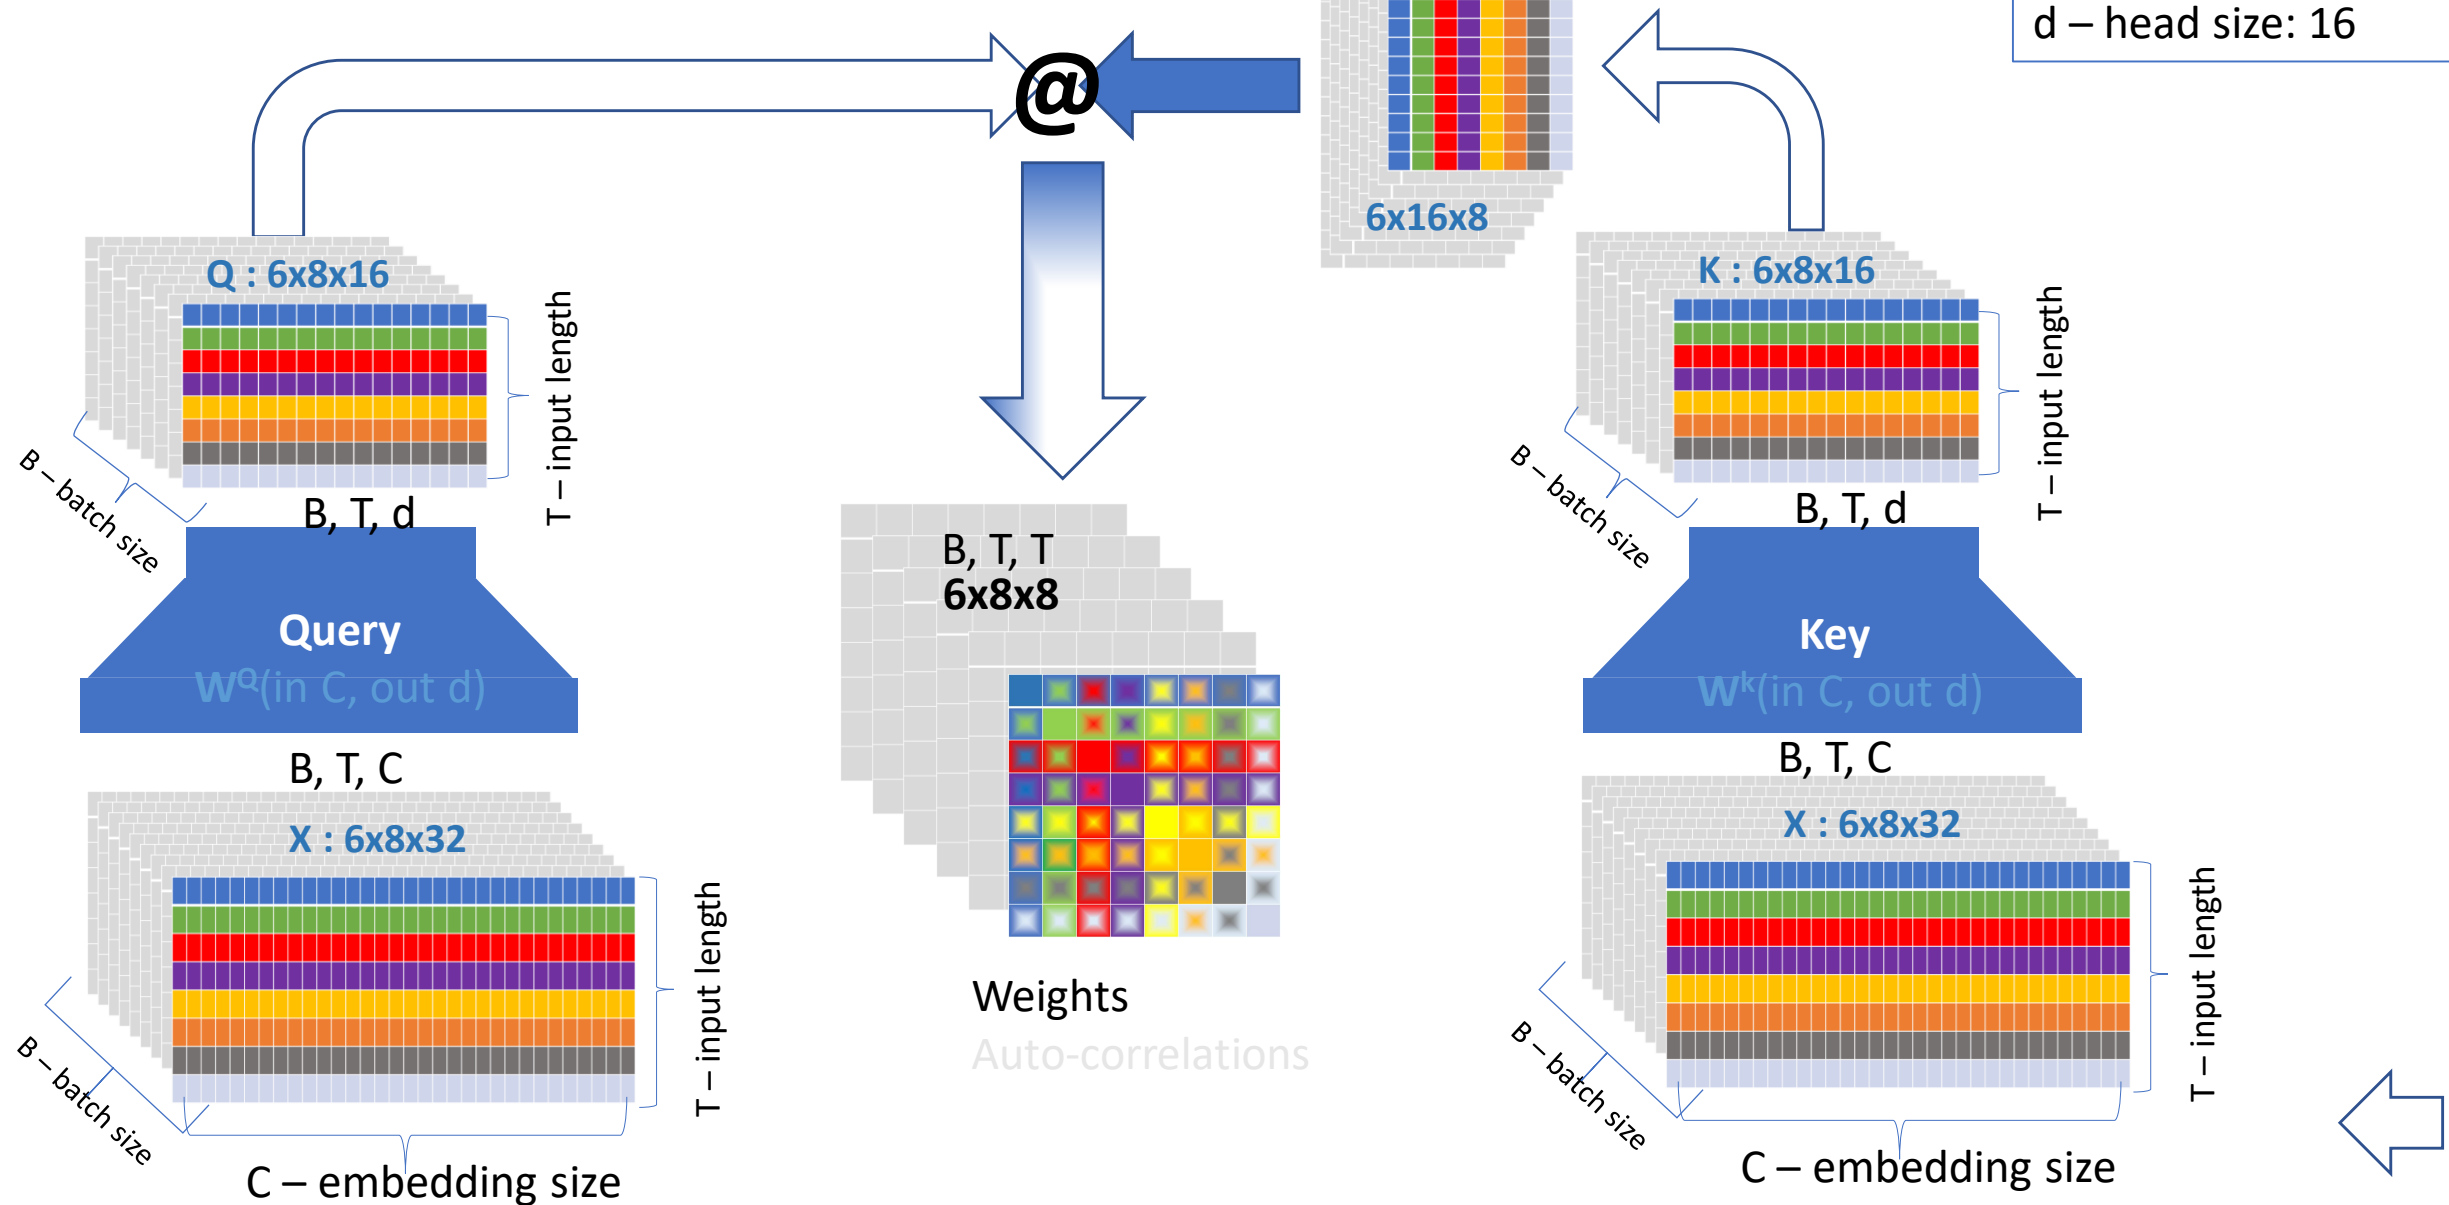 d – head size: 16
@
6x16x8
Q : 6x8x16
K : 6x8x16
T – input length
T – input length
B – batch size
B – batch size
B, T, d
B, T, d
B, T, T
6x8x8
Query
W^Q(in C, out d)
Key
W^k(in C, out d)
B, T, C
B, T, C
X : 6x8x32
X : 6x8x32
T – input length
T – input length
Weights
Auto-correlations
B – batch size
B – batch size
C – embedding size
C – embedding size